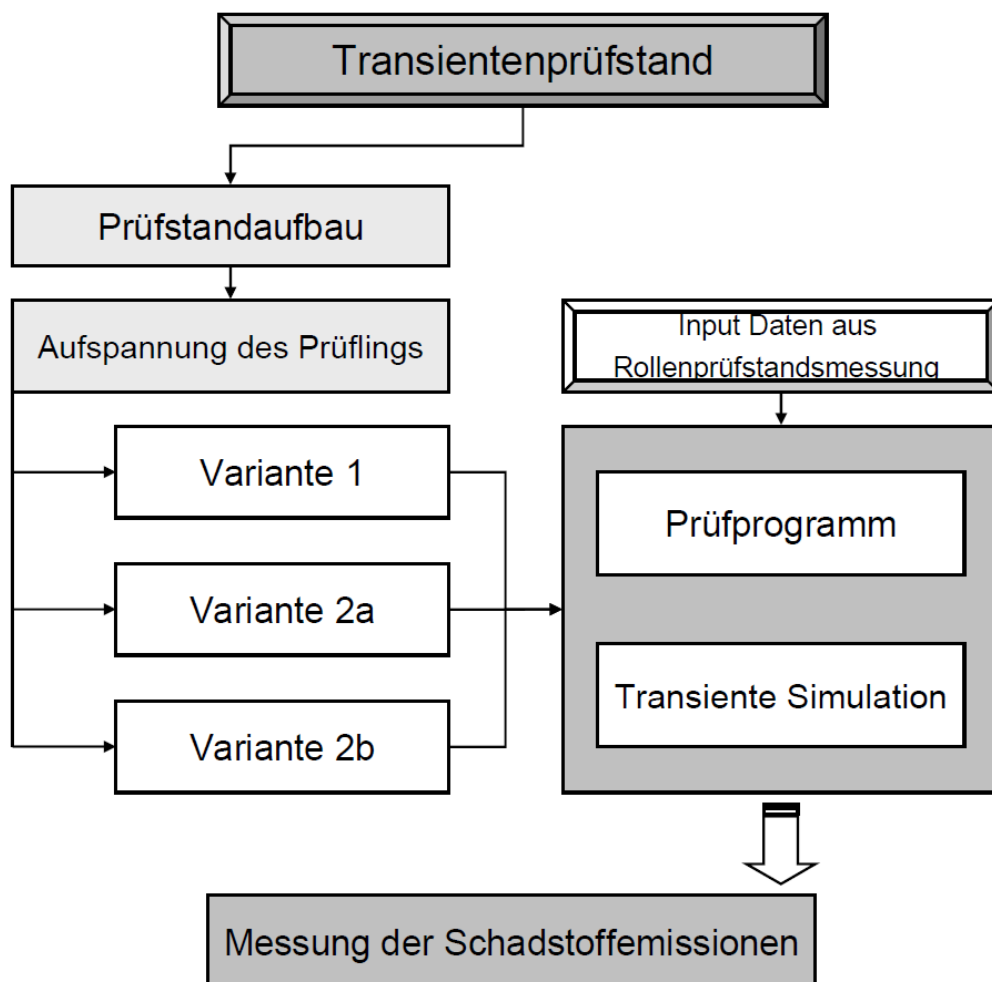 Transientenprüfstand
Prüfstandaufbau
Aufspannung des Prüflings
Input Daten aus
Rollenprüfstandsmessung
Variante 1
Variante 2a
Variante 2b
Prüfprogramm
Transiente Simulation
Messung der Schadstoffemissionen